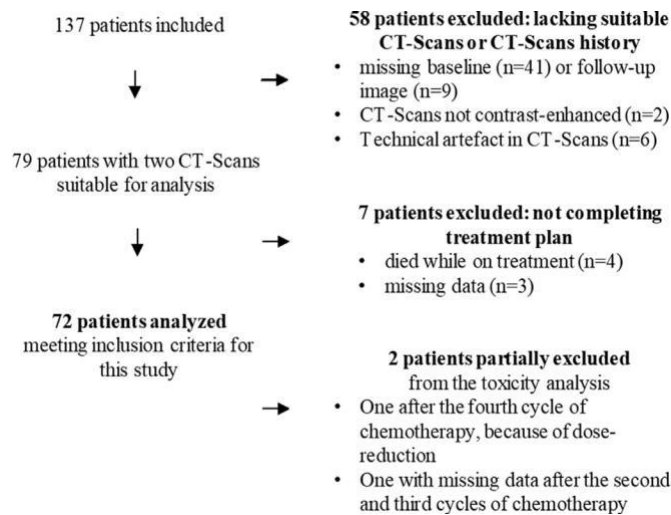 137 patients included
58 patients excluded: lacking suitable
CT-Scans or CT-Scans history
• missing baseline (n=41) or follow-up
image (n=9)
• CT-Scans not contrast-enhanced (n=2)
• Technical artefact in CT-Scans (n=6)
79 patients with two CT-Scans
suitable for analysis
7 patients excluded: not completing
treatment plan
• died while on treatment (n=4)
• missing data (n=3)
72 patients analyzed
meeting inclusion criteria for
this study
2 patients partially excluded
from the toxicity analysis
• One after the fourth cycle of
chemotherapy, because of dose-
reduction
• One with missing data after the second
and third cycles of chemotherapy